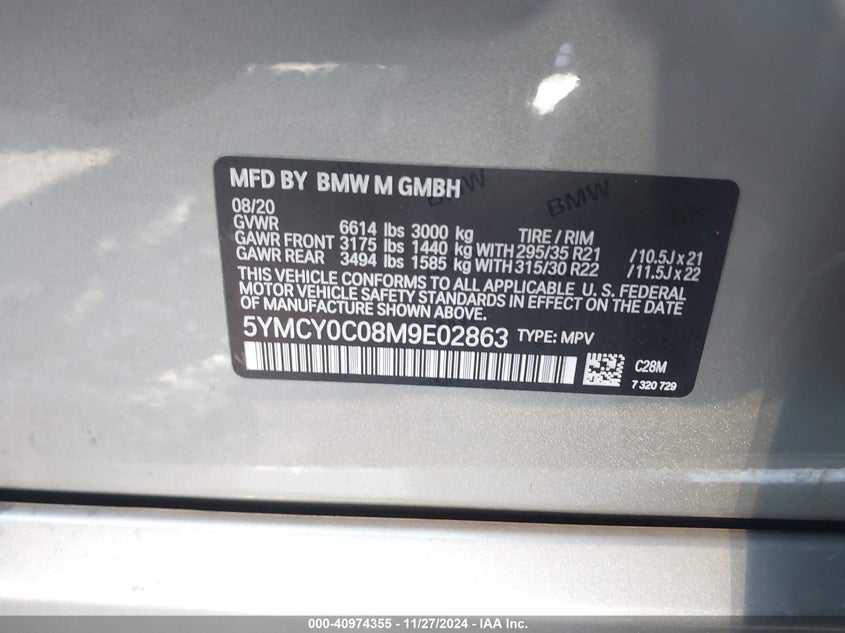 MFD BY BMW M GMBH
08/20
GVWR 6614 lbs 3000 kg TIRE / RIM
GAWR FRONT 3175 lbs 1440 kg WITH 295/35 R21 /10.5J x 21
GAWR REAR 3494 lbs 1585 kg WITH 315/30 R22 /11.5J x 22
THIS VEHICLE CONFORMS TO ALL APPLICABLE U. S. FEDERAL
MOTOR VEHICLE SAFETY STANDARDS IN EFFECT ON THE DATE
OF MANUFACTURE SHOWN ABOVE.
5YMCY0C08M9E02863 TYPE: MPV
C28M
7 320 729
BMW
BMW
000-40974355 - 11/27/2024 - IAA Inc.